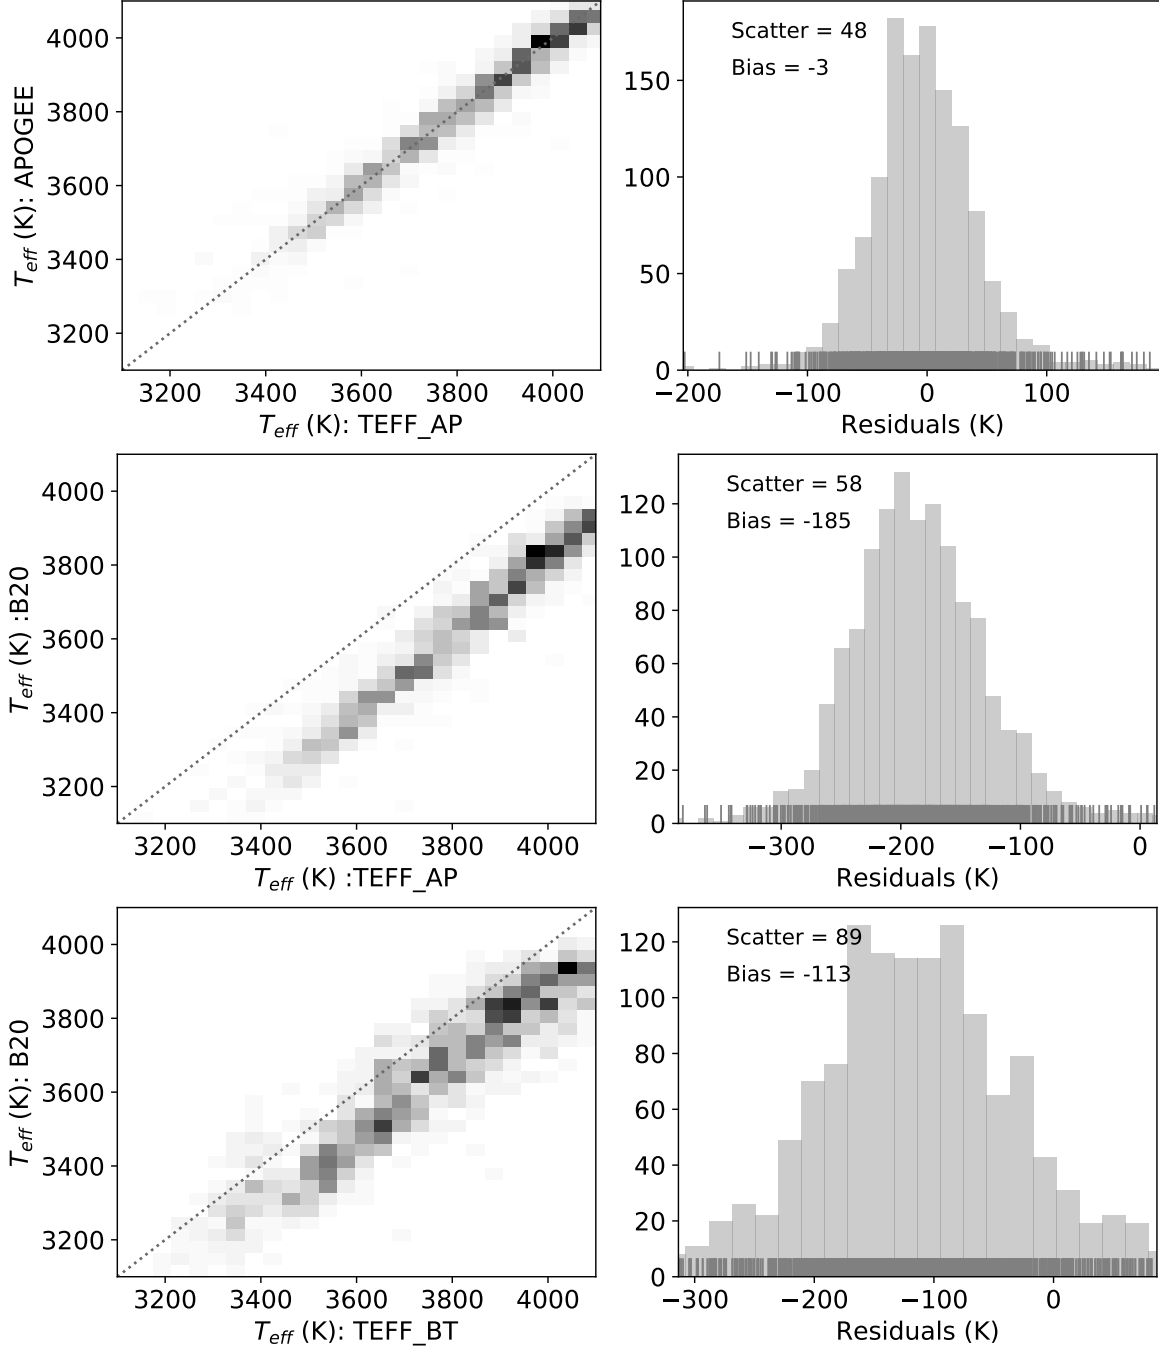 4000
3800
3600
3400
3200
T_eff (K): APOGEE
3200 3400 3600 3800 4000
T_eff (K): TEFF_AP
Scatter = 48
Bias = -3
150
100
50
0
−200 −100 0 100
Residuals (K)
4000
3800
3600
3400
3200
T_eff (K) :B20
3200 3400 3600 3800 4000
T_eff (K) :TEFF_AP
Scatter = 58
Bias = -185
120
100
80
60
40
20
0
−300 −200 −100 0
Residuals (K)
4000
3800
3600
3400
3200
T_eff (K): B20
3200 3400 3600 3800 4000
T_eff (K): TEFF_BT
Scatter = 89
Bias = -113
120
100
80
60
40
20
0
−300 −200 −100 0
Residuals (K)